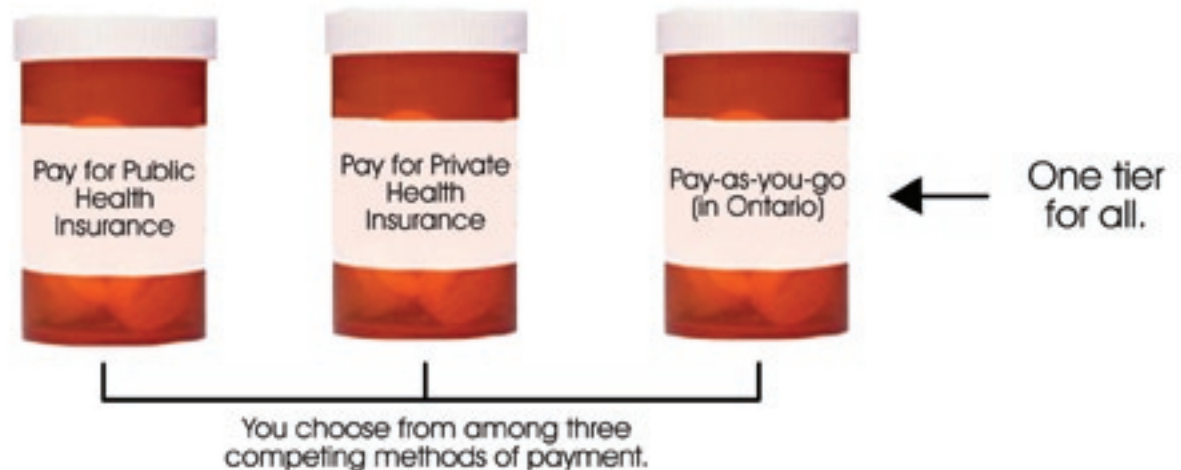 Pay for Public
Health
Insurance
Pay for Private
Health
Insurance
Pay-as-you-go
(in Ontario)
One tier
for all.
You choose from among three
competing methods of payment.